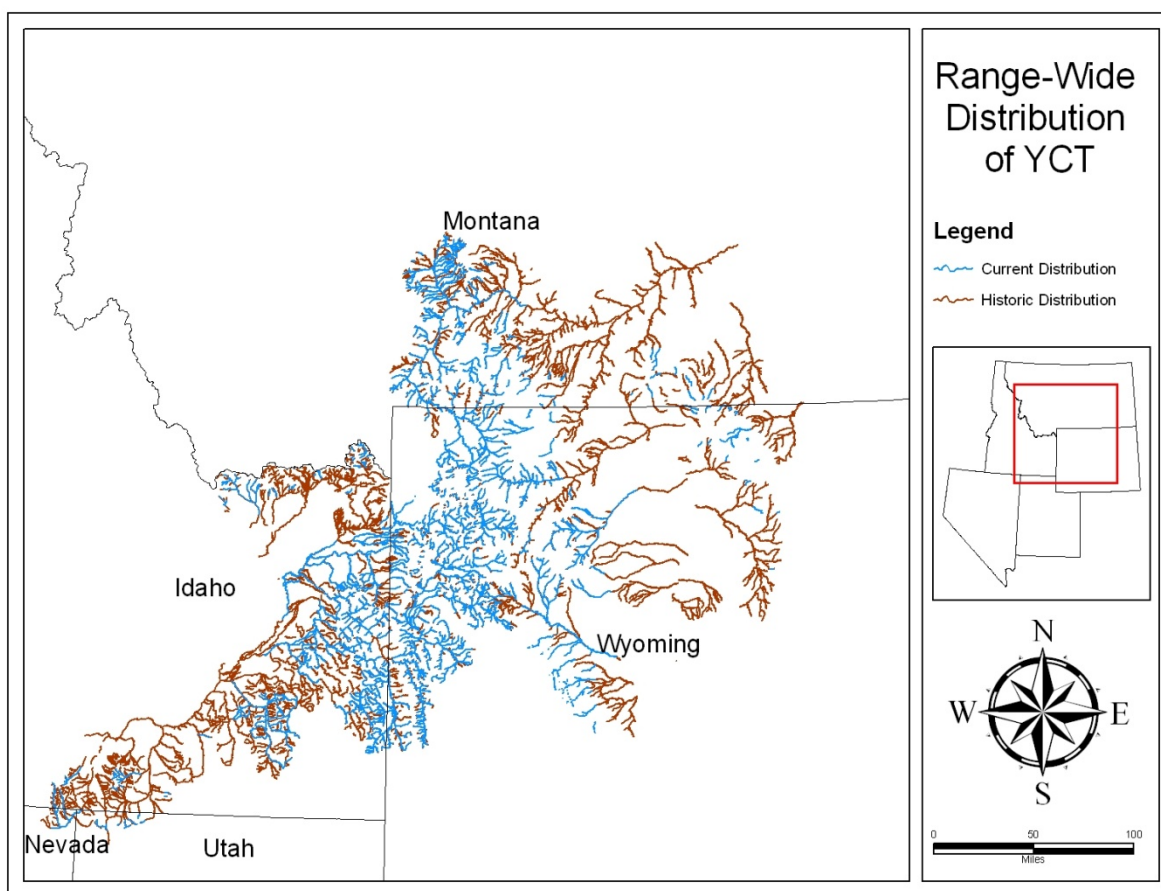 Range-Wide
Distribution
of YCT
Legend
Current Distribution
Historic Distribution
Montana
Idaho
Wyoming
Nevada
Utah
N
W
E
S
0
50
100
Miles